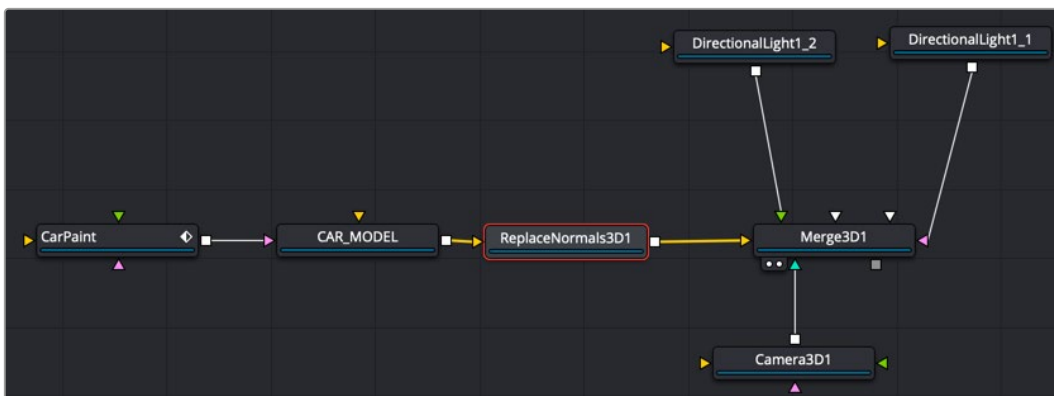 DirectionalLight1_2
DirectionalLight1_1
CarPaint
CAR_MODEL
ReplaceNormals3D1
Merge3D1
Camera3D1